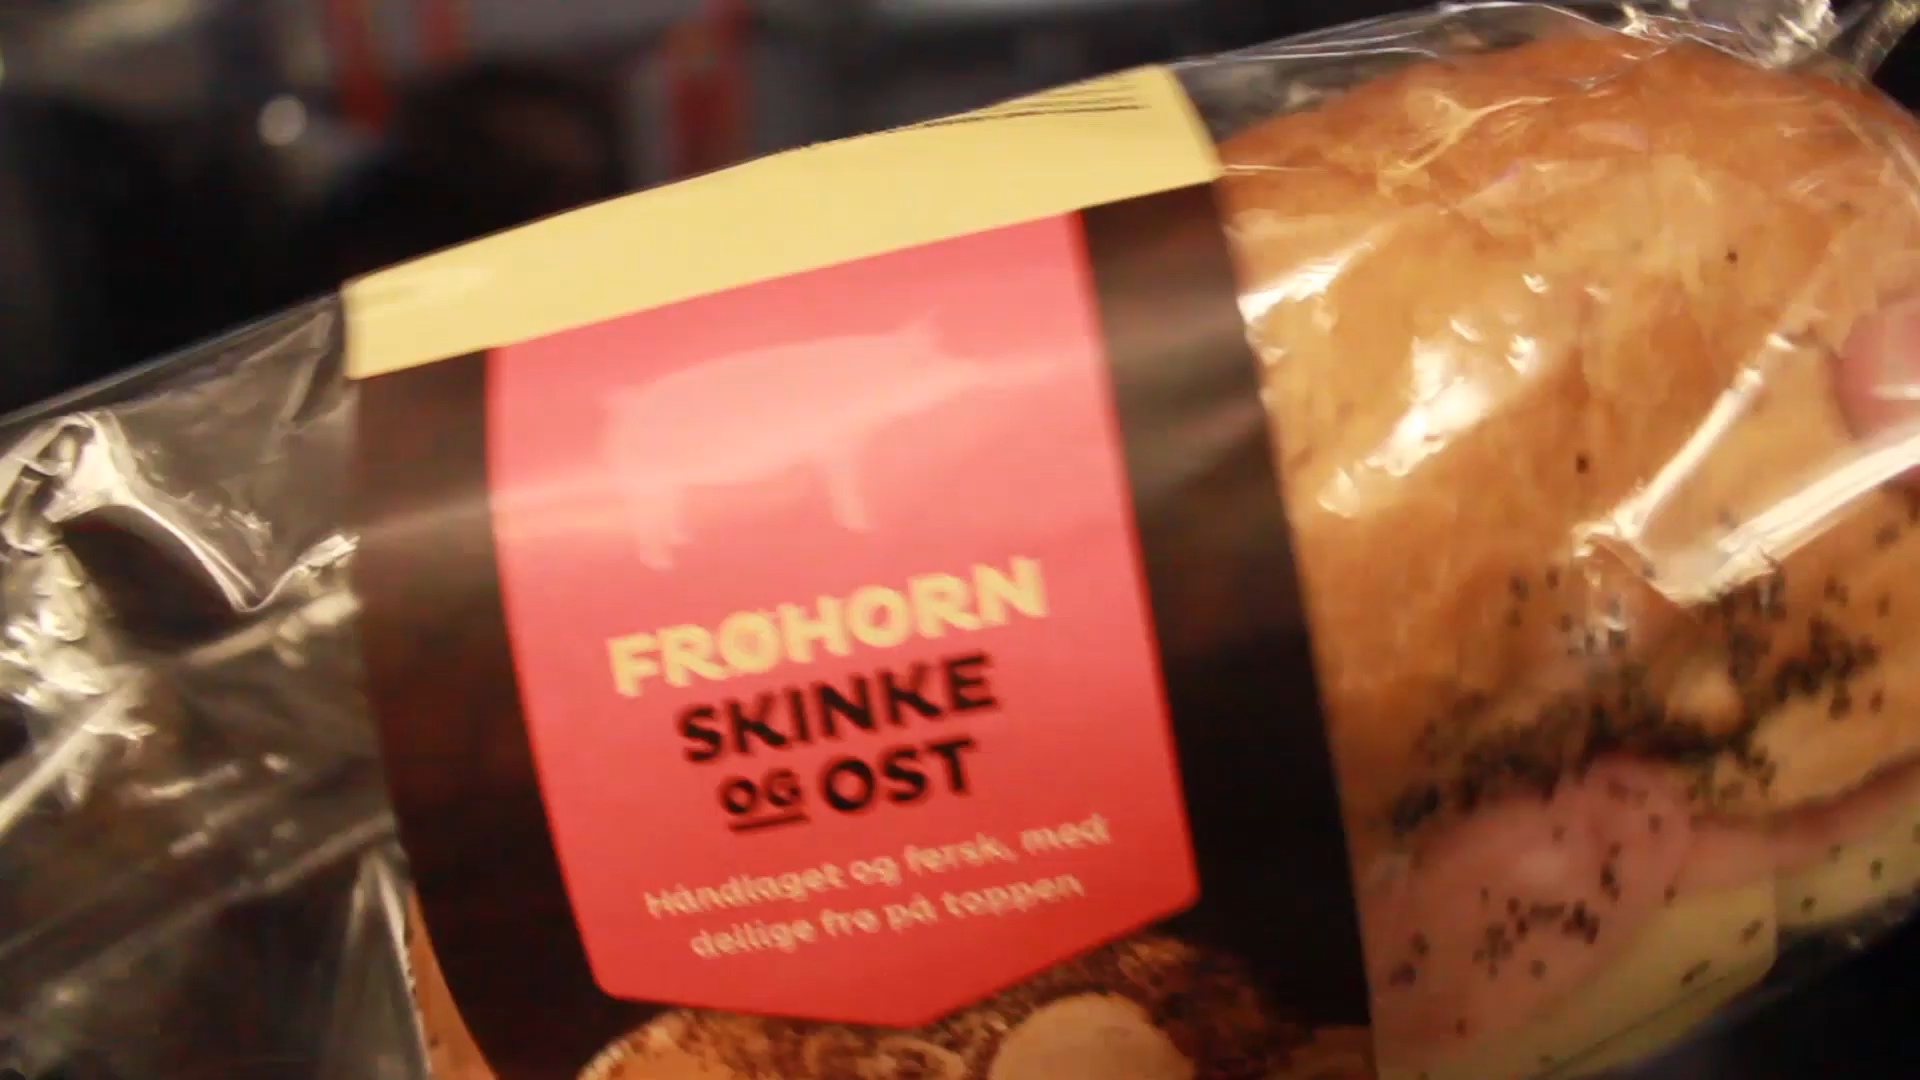 FRØHORN
SKINKE
OG OST
Håndlaget og fersk, med
deilige frø på toppen